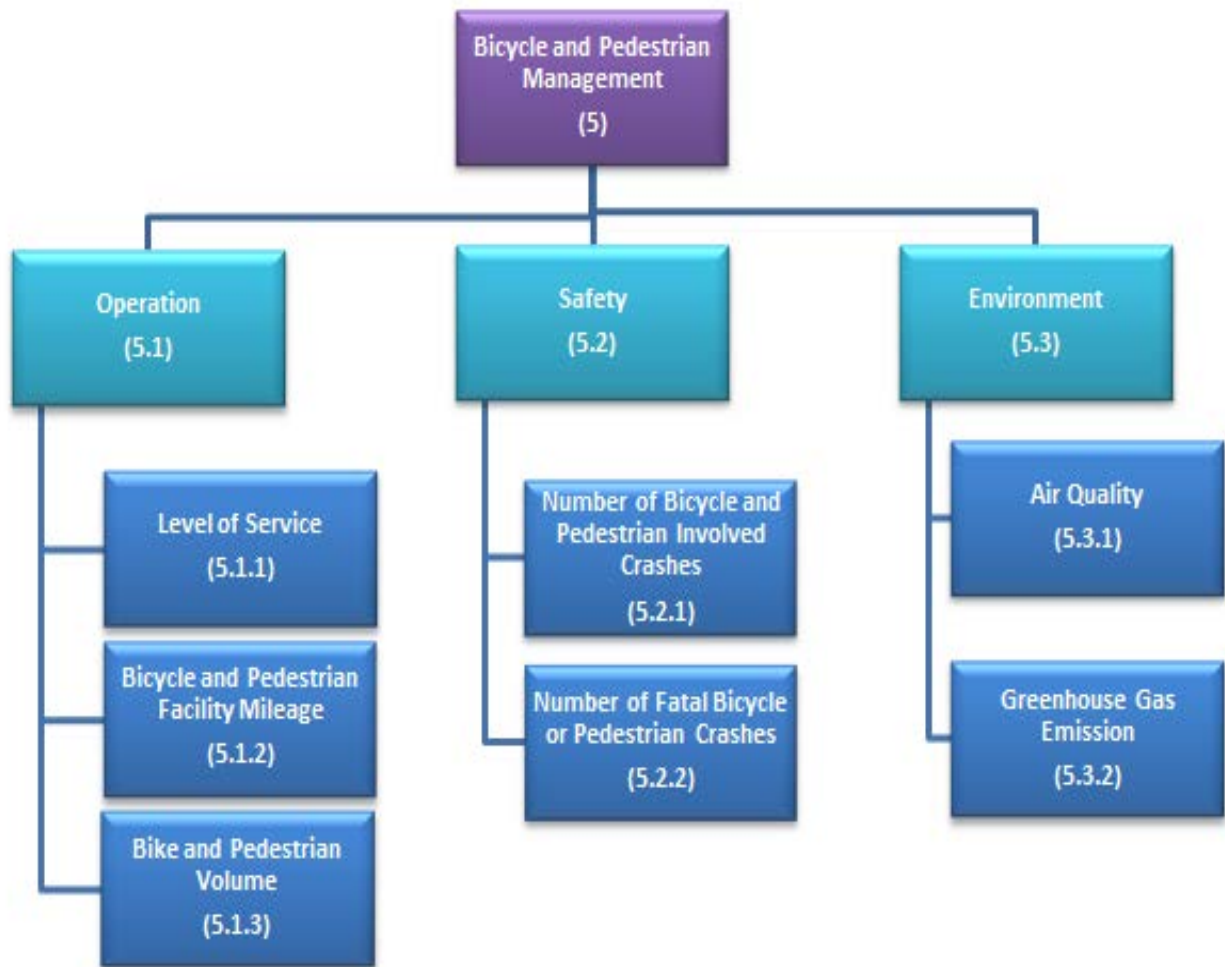 Bicycle and Pedestrian
Management
(5)
Operation
(5.1)
Safety
(5.2)
Environment
(5.3)
Level of Service
(5.1.1)
Bicycle and Pedestrian
Facility Mileage
(5.1.2)
Bike and Pedestrian
Volume
(5.1.3)
Number of Bicycle and
Pedestrian Involved
Crashes
(5.2.1)
Number of Fatal Bicycle
or Pedestrian Crashes
(5.2.2)
Air Quality
(5.3.1)
Greenhouse Gas
Emission
(5.3.2)